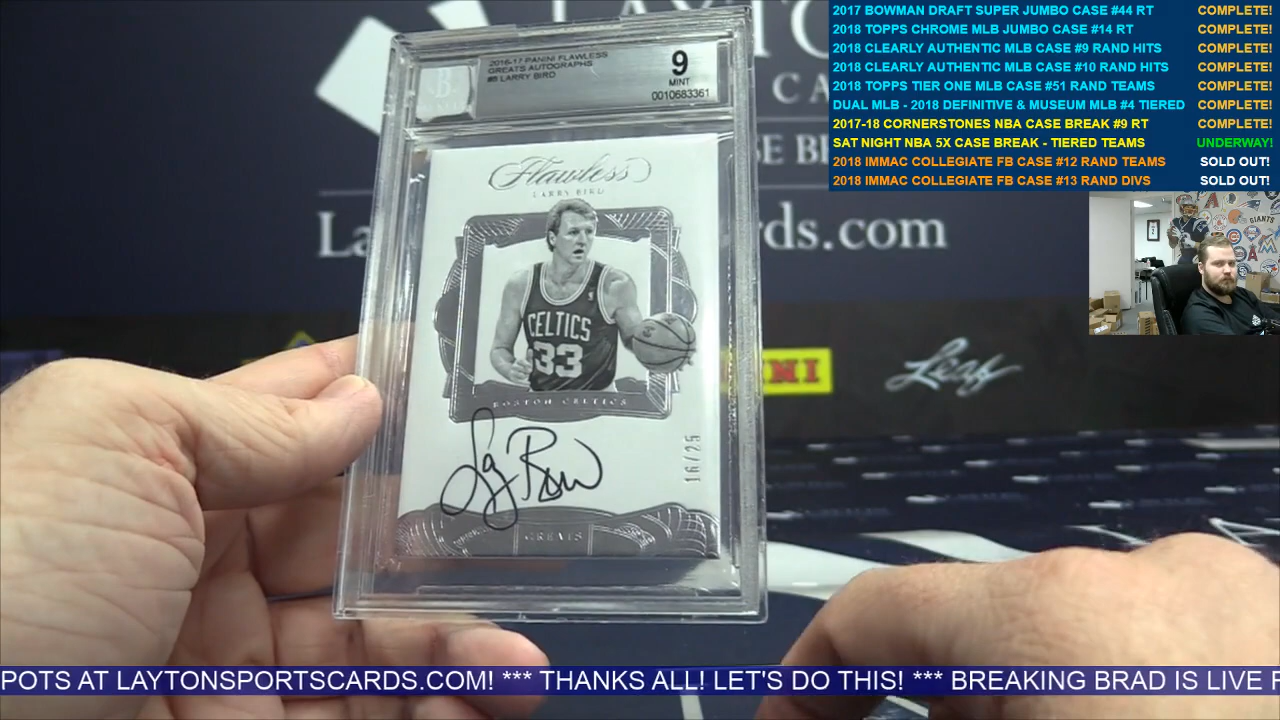 2017 BOWMAN DRAFT SUPER JUMBO CASE #44 RT COMPLETE!
2018 TOPPS CHROME MLB JUMBO CASE #14 RT COMPLETE!
2018 CLEARLY AUTHENTIC MLB CASE #9 RAND HITS COMPLETE!
2018 CLEARLY AUTHENTIC MLB CASE #10 RAND HITS COMPLETE!
2018 TOPPS TIER ONE MLB CASE #51 RAND TEAMS COMPLETE!
DUAL MLB - 2018 DEFINITIVE & MUSEUM MLB #4 TIERED COMPLETE!
2017-18 CORNERSTONES NBA CASE BREAK #9 RT COMPLETE!
SAT NIGHT NBA 5X CASE BREAK - TIERED TEAMS UNDERWAY!
2018 IMMAC COLLEGIATE FB CASE #12 RAND TEAMS SOLD OUT!
2018 IMMAC COLLEGIATE FB CASE #13 RAND DIVS SOLD OUT!
2016-17 PANINI FLAWLESS
GREATS AUTOGRAPHS
LARRY BIRD
9
MINT
0010683361
Flawless
LARRY BIRD
CELTICS
33
BOSTON CELTICS
16/25
GREATS
La
cards.com
Leaf
GIANTS
POTS AT LAYTONSPORTSCARDS.COM! *** THANKS ALL! LET'S DO THIS! *** BREAKING BRAD IS LIVE F